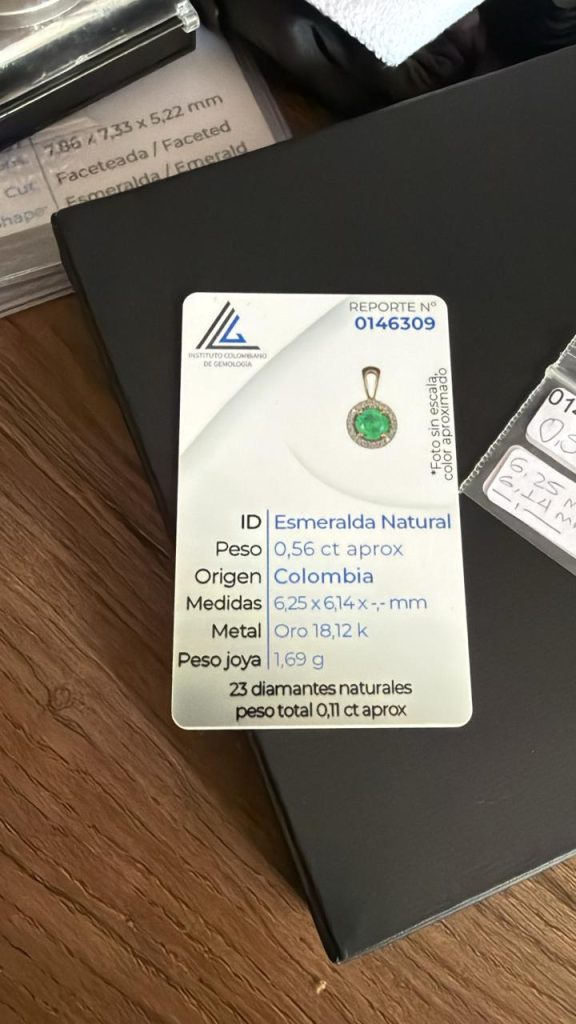 7,86 x 7,33 x 5,22 mm
Cut Faceteada / Faceted
Shape Esmeralda / Emerald
INSTITUTO COLOMBIANO
DE GEMOLOGÍA
REPORTE N°
0146309
*Foto sin escala,
color aproximado
ID Esmeralda Natural
Peso 0,56 ct aprox
Origen Colombia
Medidas 6,25 x 6,14 x -,- mm
Metal Oro 18,12 k
Peso joya 1,69 g
23 diamantes naturales
peso total 0,11 ct aprox
6,25
6,14